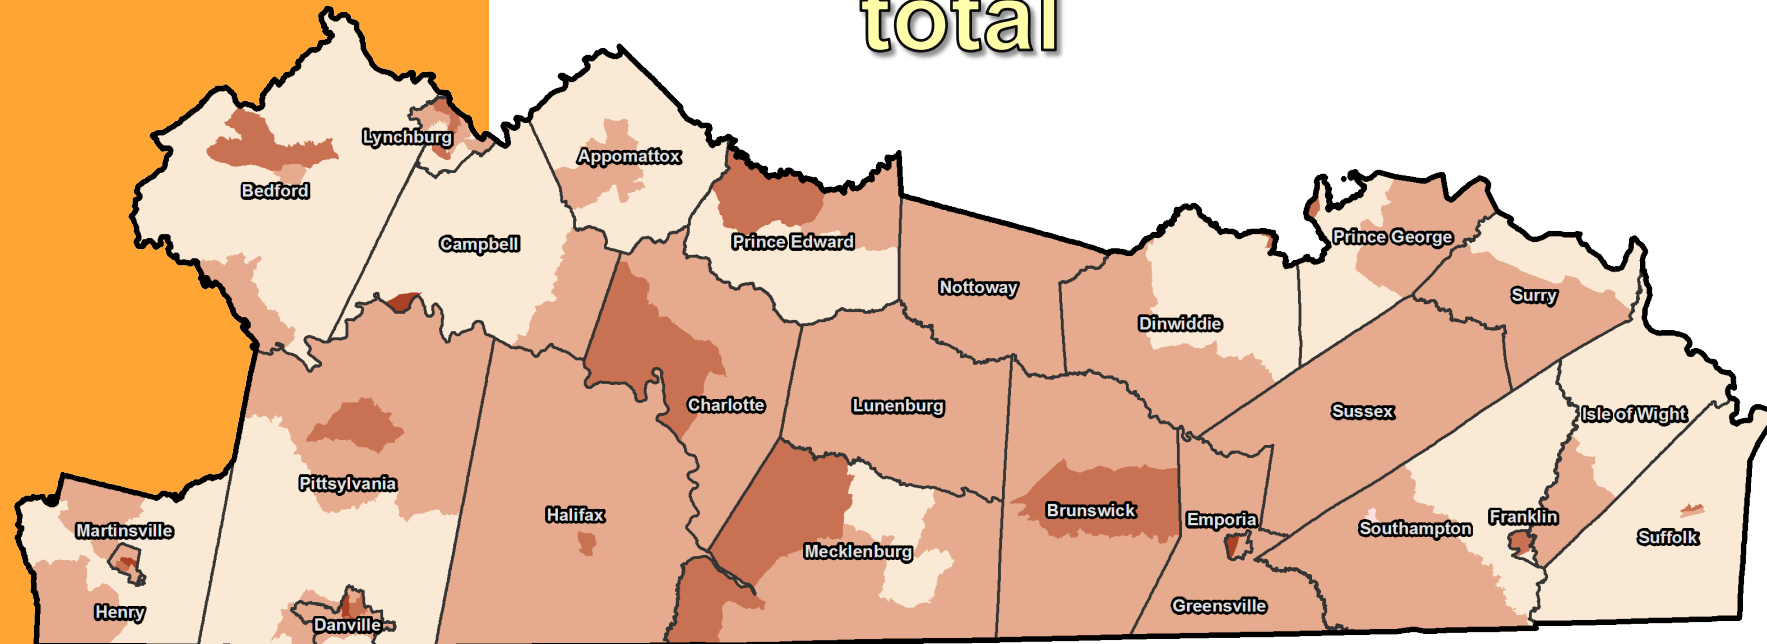 total
Lynchburg
Appomattox
Bedford
Prince Edward
Campbell
Prince George
Nottoway
Surry
Dinwiddie
Charlotte
Lunenburg
Sussex
Isle of Wight
Pittsylvania
Halifax
Brunswick
Emporia
Franklin
Martinsville
Southampton
Suffolk
Mecklenburg
Henry
Greensville
Danville